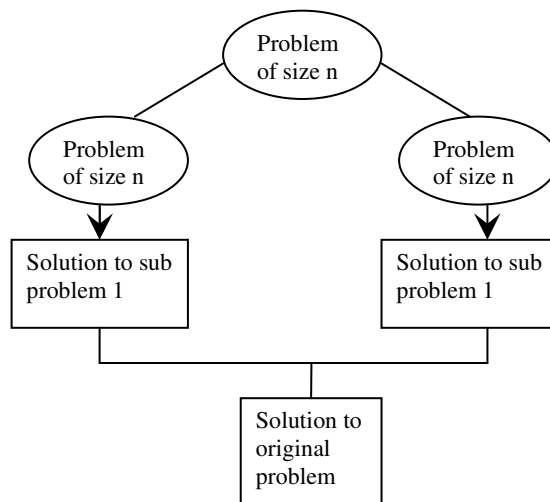 Problem
of size n
Problem
of size n
Problem
of size n
Solution to sub
problem 1
Solution to sub
problem 1
Solution to
original
problem